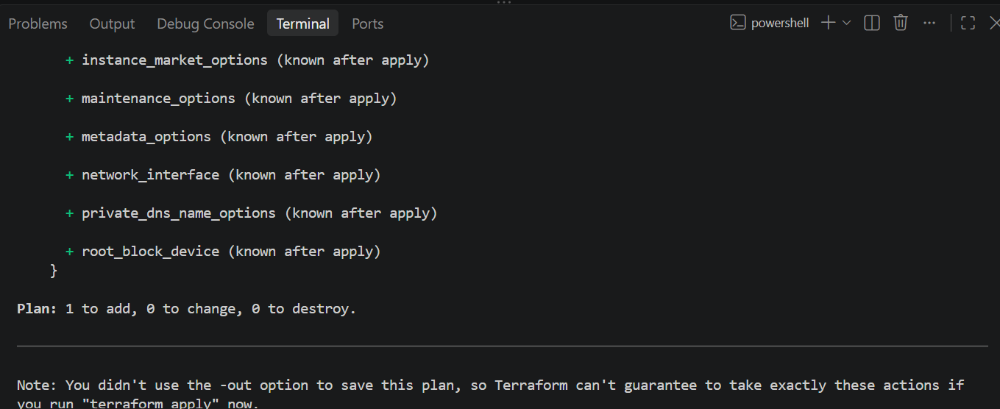 Problems Output Debug Console Terminal Ports powershell
+ instance_market_options (known after apply)
+ maintenance_options (known after apply)
+ metadata_options (known after apply)
+ network_interface (known after apply)
+ private_dns_name_options (known after apply)
+ root_block_device (known after apply)
}
Plan: 1 to add, 0 to change, 0 to destroy.
Note: You didn't use the -out option to save this plan, so Terraform can't guarantee to take exactly these actions if
you run "terraform apply" now.